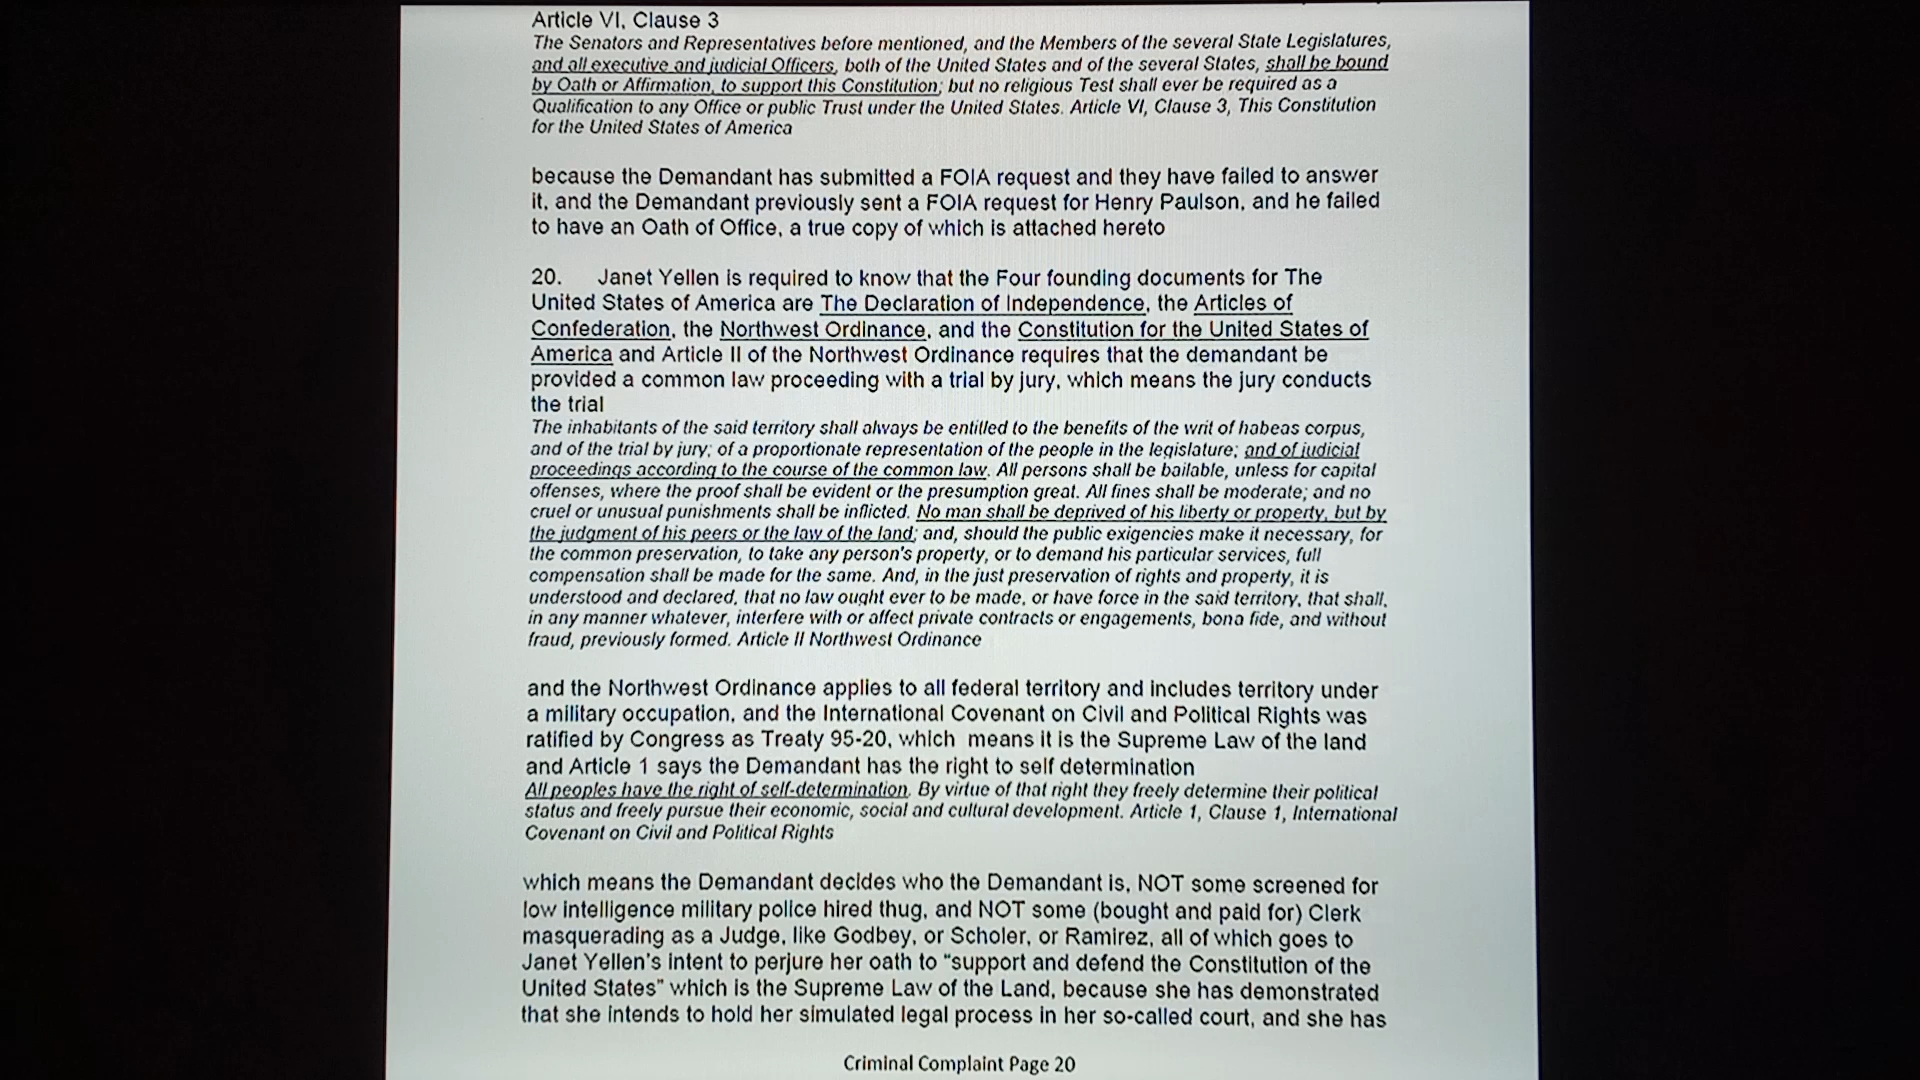 Article VI, Clause 3
The Senators and Representatives before mentioned, and the Members of the several State Legislatures,
and all executive and judicial Officers, both of the United States and of the several States, shall be bound
by Oath or Affirmation, to support this Constitution; but no religious Test shall ever be required as a
Qualification to any Office or public Trust under the United States. Article VI, Clause 3, This Constitution
for the United States of America
because the Demandant has submitted a FOIA request and they have failed to answer
it, and the Demandant previously sent a FOIA request for Henry Paulson, and he failed
to have an Oath of Office, a true copy of which is attached hereto
20. Janet Yellen is required to know that the Four founding documents for The
United States of America are The Declaration of Independence, the Articles of
Confederation, the Northwest Ordinance, and the Constitution for the United States of
America and Article II of the Northwest Ordinance requires that the demandant be
provided a common law proceeding with a trial by jury, which means the jury conducts
the trial
The inhabitants of the said territory shall always be entitled to the benefits of the writ of habeas corpus,
and of the trial by jury; of a proportionate representation of the people in the legislature; and of judicial
proceedings according to the course of the common law. All persons shall be bailable, unless for capital
offenses, where the proof shall be evident or the presumption great. All fines shall be moderate; and no
cruel or unusual punishments shall be inflicted. No man shall be deprived of his liberty or property, but by
the judgment of his peers or the law of the land; and, should the public exigencies make it necessary, for
the common preservation, to take any person's property, or to demand his particular services, full
compensation shall be made for the same. And, in the just preservation of rights and property, it is
understood and declared, that no law ought ever to be made, or have force in the said territory, that shall,
in any manner whatever, interfere with or affect private contracts or engagements, bona fide, and without
fraud, previously formed. Article II Northwest Ordinance
and the Northwest Ordinance applies to all federal territory and includes territory under
a military occupation, and the International Covenant on Civil and Political Rights was
ratified by Congress as Treaty 95-20, which means it is the Supreme Law of the land
and Article 1 says the Demandant has the right to self determination
All peoples have the right of self-determination. By virtue of that right they freely determine their political
status and freely pursue their economic, social and cultural development. Article 1, Clause 1, International
Covenant on Civil and Political Rights
which means the Demandant decides who the Demandant is, NOT some screened for
low intelligence military police hired thug, and NOT some (bought and paid for) Clerk
masquerading as a Judge, like Godbey, or Scholer, or Ramirez, all of which goes to
Janet Yellen's intent to perjure her oath to "support and defend the Constitution of the
United States" which is the Supreme Law of the Land, because she has demonstrated
that she intends to hold her simulated legal process in her so-called court, and she has
Criminal Complaint Page 20